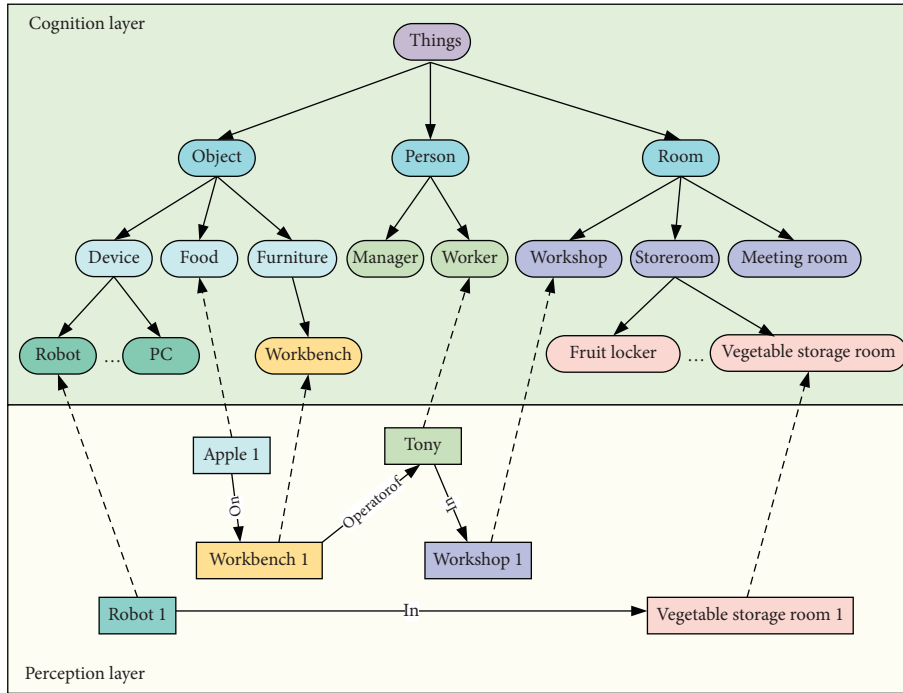 Cognition layer
Things
Object
Person
Room
Device
Food
Furniture
Manager
Worker
Workshop
Storeroom
Meeting room
Robot
...
PC
Workbench
Fruit locker
...
Vegetable storage room
Apple 1
Tony
On
Operatorof
In
Workbench 1
Workshop 1
Robot 1
In
Vegetable storage room 1
Perception layer